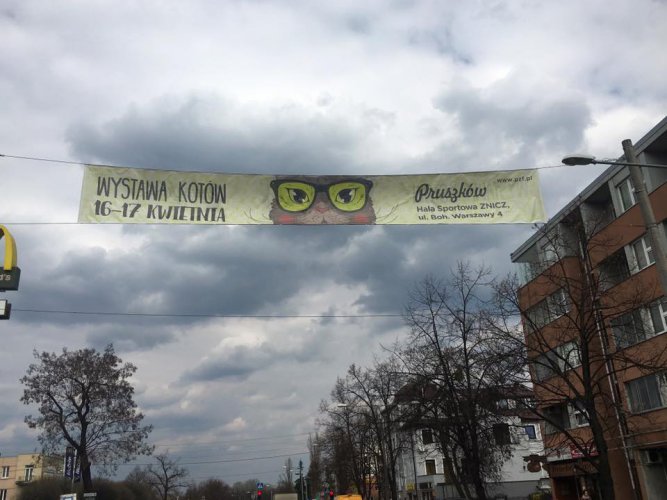 WYSTAWA KOTÓW
16-17 KWIETNIA
www.pzf.pl
Pruszków
Hala Sportowa ZNICZ,
ul. Boh. Warszawy 4
d's